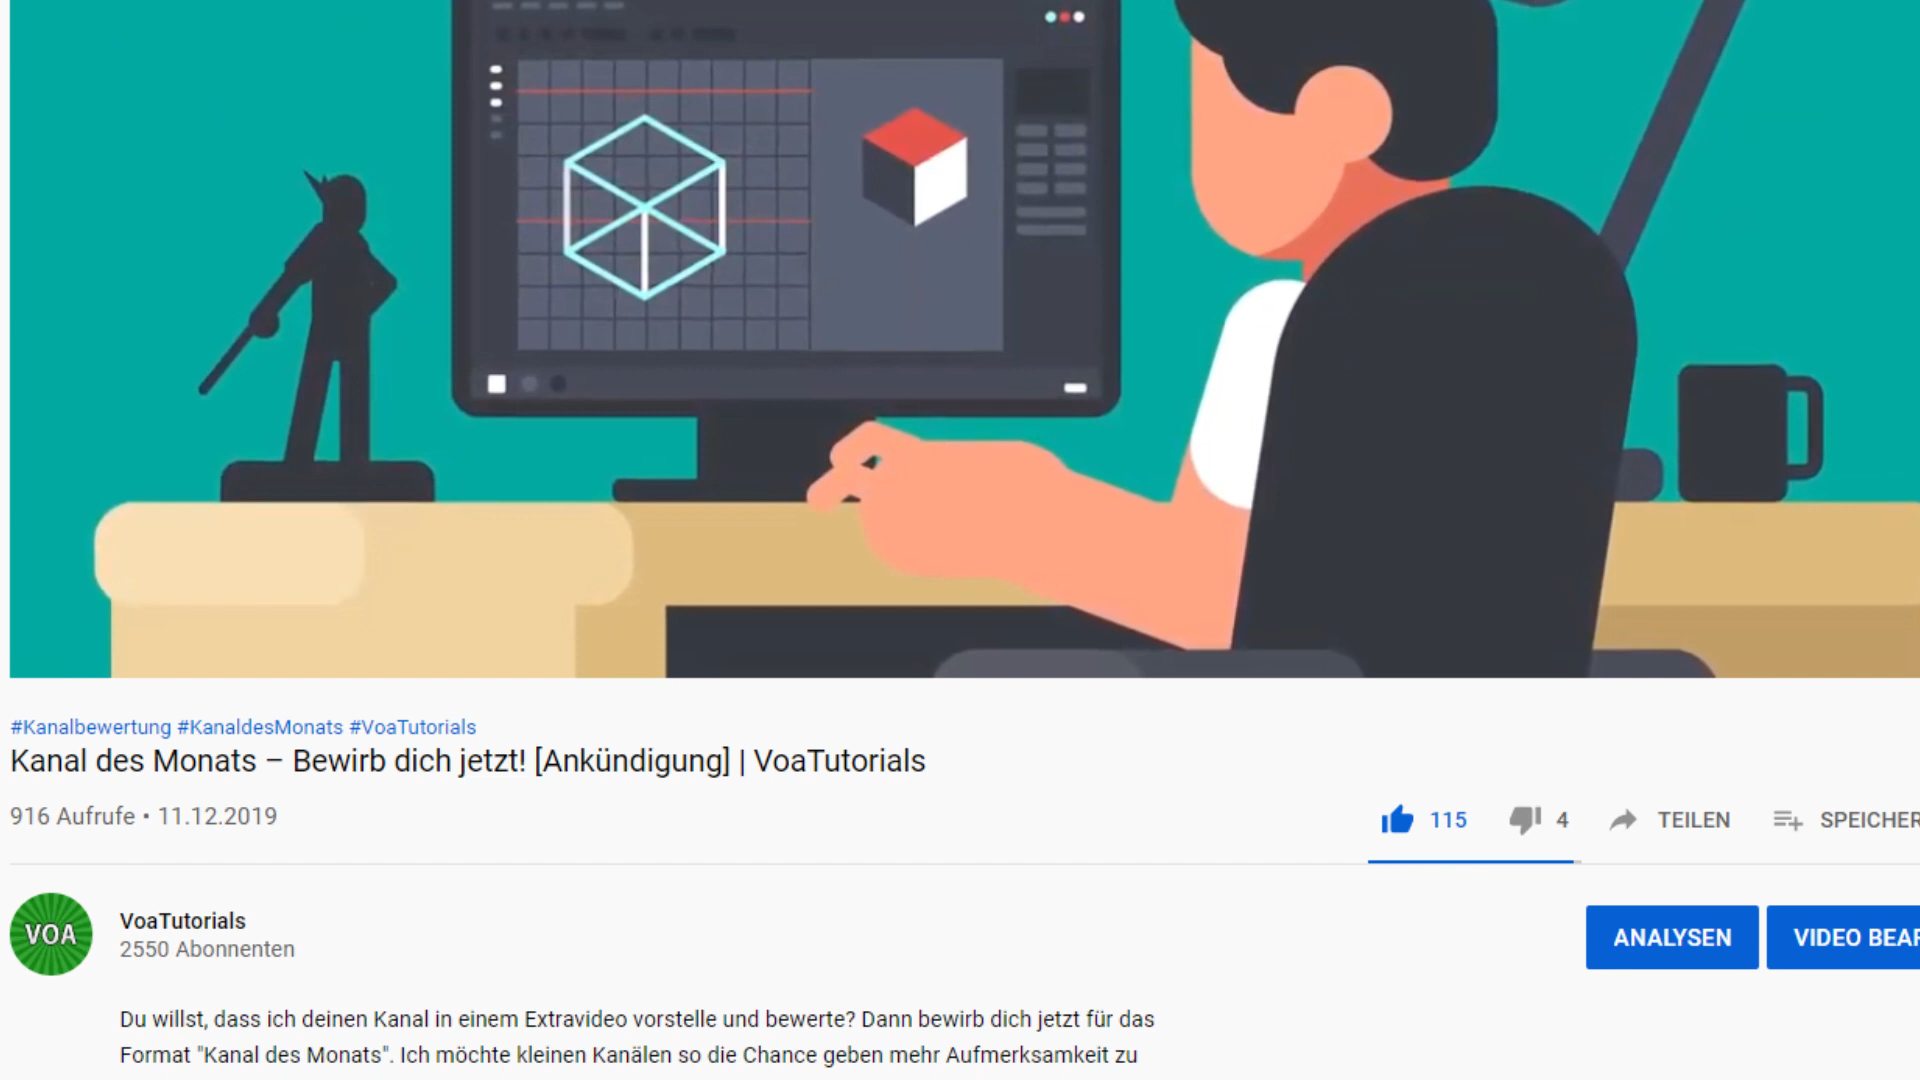 #Kanalbewertung #KanaldesMonats #VoaTutorials
Kanal des Monats – Bewirb dich jetzt! [Ankündigung] | VoaTutorials
916 Aufrufe • 11.12.2019
115 4 TEILEN SPEICHER
VOA
VoaTutorials
2550 Abonnenten
ANALYSEN VIDEO BEAR
Du willst, dass ich deinen Kanal in einem Extravideo vorstelle und bewerte? Dann bewirb dich jetzt für das
Format "Kanal des Monats". Ich möchte kleinen Kanälen so die Chance geben mehr Aufmerksamkeit zu